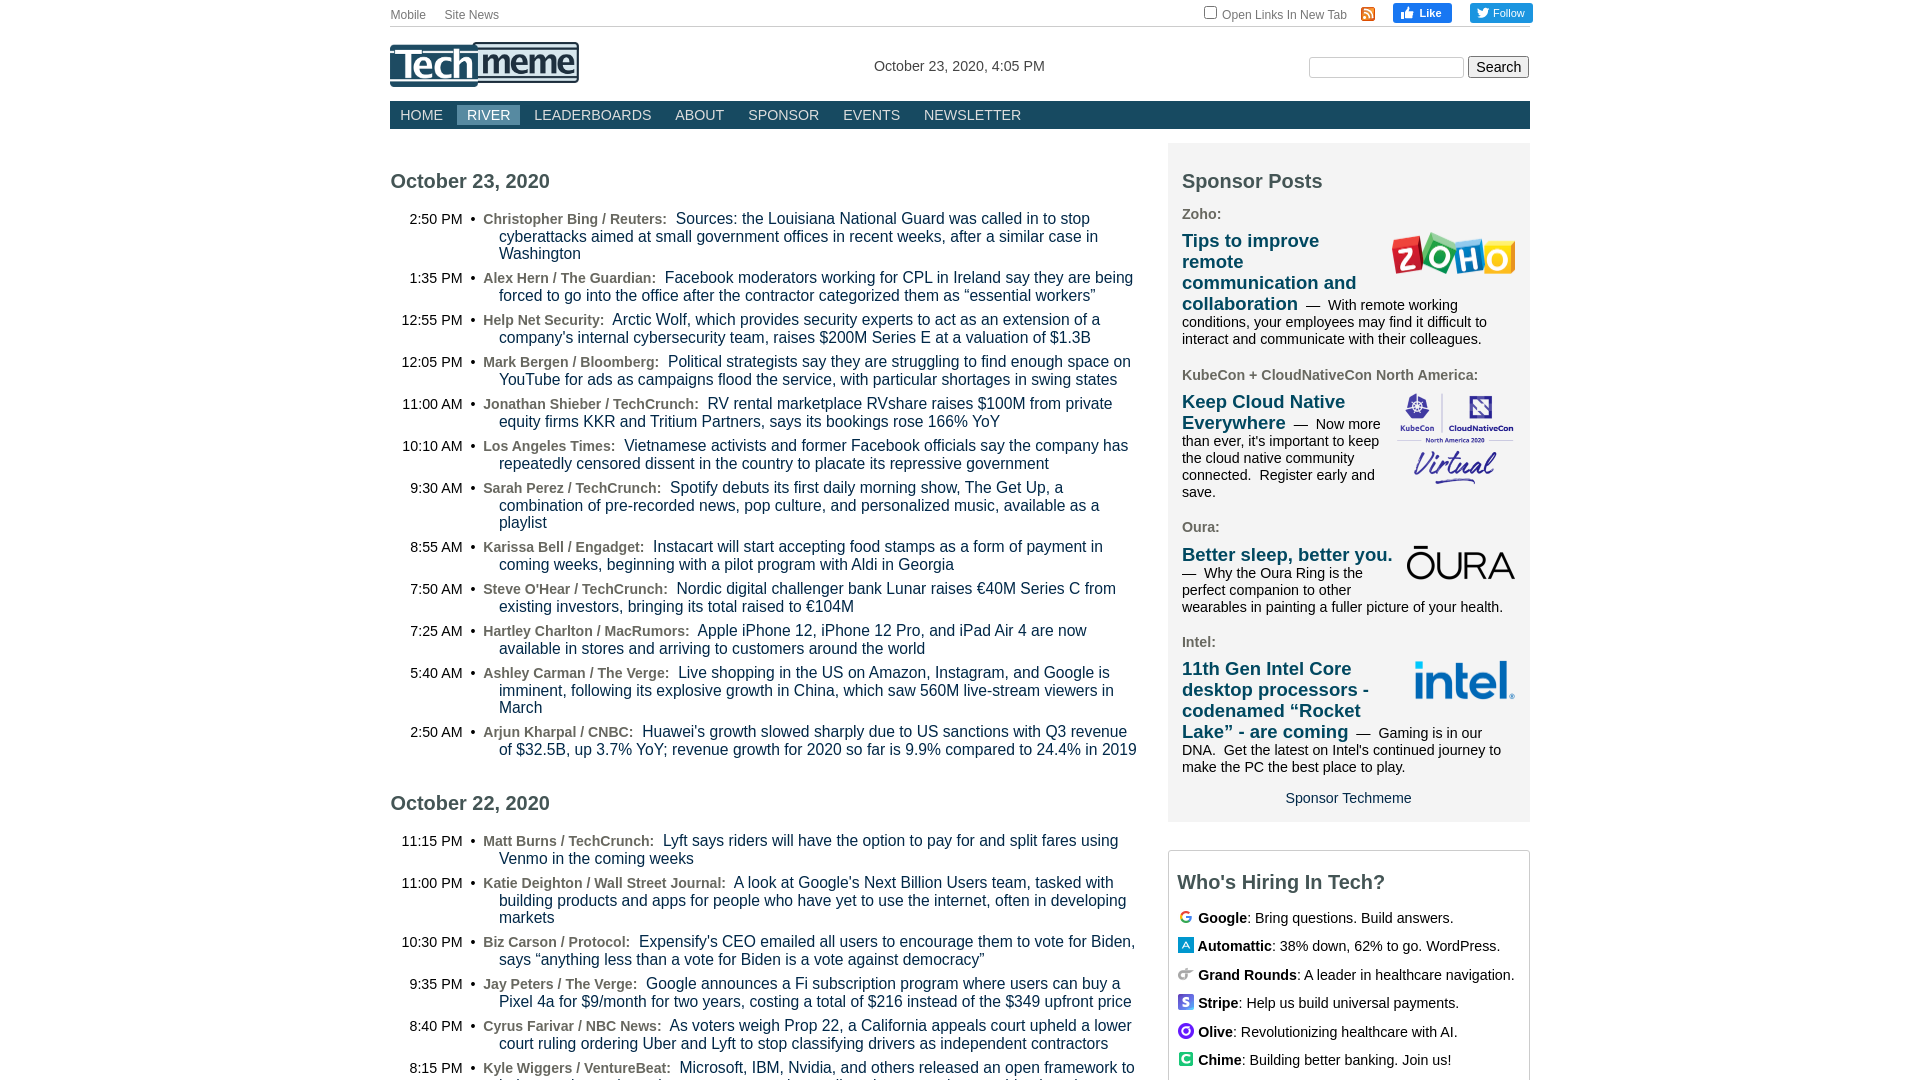 Mobile Site News Open Links In New Tab Like Follow
Techmeme October 23, 2020, 4:05 PM Search
HOME RIVER LEADERBOARDS ABOUT SPONSOR EVENTS NEWSLETTER
October 23, 2020
2:50 PM • Christopher Bing / Reuters: Sources: the Louisiana National Guard was called in to stop
cyberattacks aimed at small government offices in recent weeks, after a similar case in
Washington
1:35 PM • Alex Hern / The Guardian: Facebook moderators working for CPL in Ireland say they are being
forced to go into the office after the contractor categorized them as “essential workers”
12:55 PM • Help Net Security: Arctic Wolf, which provides security experts to act as an extension of a
company's internal cybersecurity team, raises $200M Series E at a valuation of $1.3B
12:05 PM • Mark Bergen / Bloomberg: Political strategists say they are struggling to find enough space on
YouTube for ads as campaigns flood the service, with particular shortages in swing states
11:00 AM • Jonathan Shieber / TechCrunch: RV rental marketplace RVshare raises $100M from private
equity firms KKR and Tritium Partners, says its bookings rose 166% YoY
10:10 AM • Los Angeles Times: Vietnamese activists and former Facebook officials say the company has
repeatedly censored dissent in the country to placate its repressive government
9:30 AM • Sarah Perez / TechCrunch: Spotify debuts its first daily morning show, The Get Up, a
combination of pre-recorded news, pop culture, and personalized music, available as a
playlist
8:55 AM • Karissa Bell / Engadget: Instacart will start accepting food stamps as a form of payment in
coming weeks, beginning with a pilot program with Aldi in Georgia
7:50 AM • Steve O'Hear / TechCrunch: Nordic digital challenger bank Lunar raises €40M Series C from
existing investors, bringing its total raised to €104M
7:25 AM • Hartley Charlton / MacRumors: Apple iPhone 12, iPhone 12 Pro, and iPad Air 4 are now
available in stores and arriving to customers around the world
5:40 AM • Ashley Carman / The Verge: Live shopping in the US on Amazon, Instagram, and Google is
imminent, following its explosive growth in China, which saw 560M live-stream viewers in
March
2:50 AM • Arjun Kharpal / CNBC: Huawei's growth slowed sharply due to US sanctions with Q3 revenue
of $32.5B, up 3.7% YoY; revenue growth for 2020 so far is 9.9% compared to 24.4% in 2019
October 22, 2020
11:15 PM • Matt Burns / TechCrunch: Lyft says riders will have the option to pay for and split fares using
Venmo in the coming weeks
11:00 PM • Katie Deighton / Wall Street Journal: A look at Google's Next Billion Users team, tasked with
building products and apps for people who have yet to use the internet, often in developing
markets
10:30 PM • Biz Carson / Protocol: Expensify's CEO emailed all users to encourage them to vote for Biden,
says “anything less than a vote for Biden is a vote against democracy”
9:35 PM • Jay Peters / The Verge: Google announces a Fi subscription program where users can buy a
Pixel 4a for $9/month for two years, costing a total of $216 instead of the $349 upfront price
8:40 PM • Cyrus Farivar / NBC News: As voters weigh Prop 22, a California appeals court upheld a lower
court ruling ordering Uber and Lyft to stop classifying drivers as independent contractors
8:15 PM • Kyle Wiggers / VentureBeat: Microsoft, IBM, Nvidia, and others released an open framework to
Sponsor Posts
Zoho:
ZOHO
Tips to improve
remote
communication and
collaboration — With remote working
conditions, your employees may find it difficult to
interact and communicate with their colleagues.
KubeCon + CloudNativeCon North America:
KubeCon CloudNativeCon
North America 2020
Virtual
Keep Cloud Native
Everywhere — Now more
than ever, it's important to keep
the cloud native community
connected. Register early and
save.
Oura:
ŌURA
Better sleep, better you.
— Why the Oura Ring is the
perfect companion to other
wearables in painting a fuller picture of your health.
Intel:
intel®
11th Gen Intel Core
desktop processors -
codenamed “Rocket
Lake” - are coming — Gaming is in our
DNA. Get the latest on Intel's continued journey to
make the PC the best place to play.
Sponsor Techmeme
Who's Hiring In Tech?
Google: Bring questions. Build answers.
Automattic: 38% down, 62% to go. WordPress.
Grand Rounds: A leader in healthcare navigation.
Stripe: Help us build universal payments.
Olive: Revolutionizing healthcare with AI.
Chime: Building better banking. Join us!